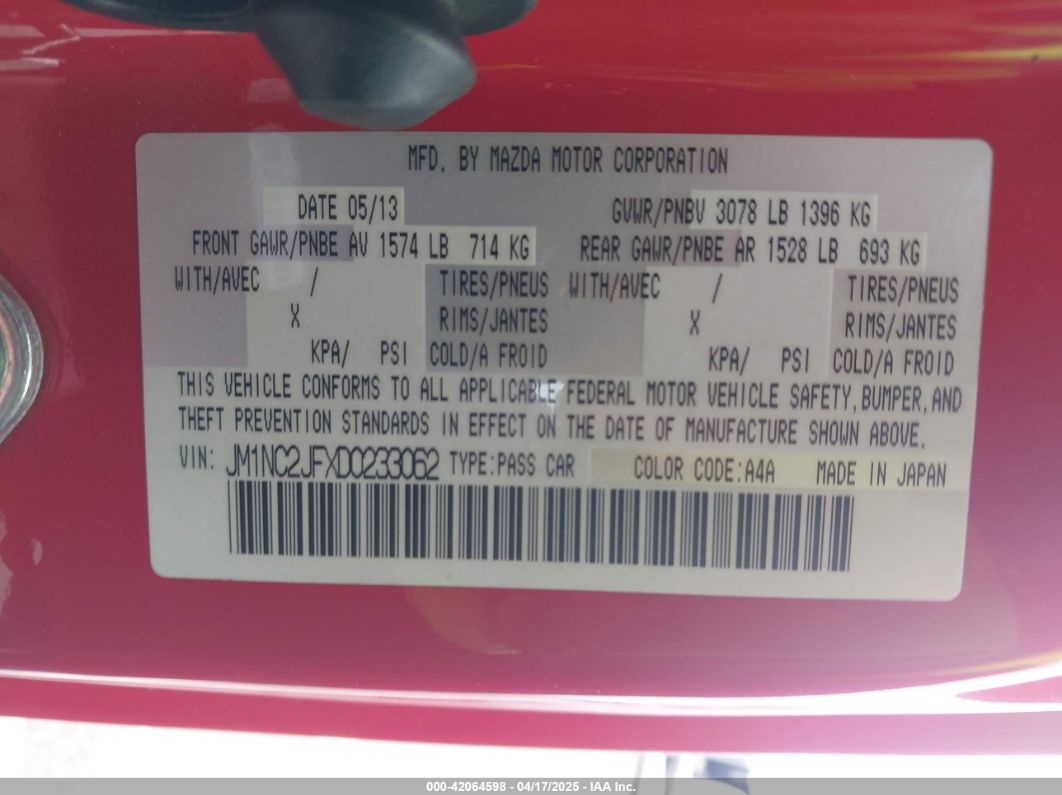 MFD. BY MAZDA MOTOR CORPORATION
DATE 05/13 GVWR/PNBV 3078 LB 1396 KG
FRONT GAWR/PNBE AV 1574 LB 714 KG REAR GAWR/PNBE AR 1528 LB 693 KG
WITH/AVEC / TIRES/PNEUS WITH/AVEC / TIRES/PNEUS
X RIMS/JANTES X RIMS/JANTES
KPA/ PSI COLD/A FROID KPA/ PSI COLD/A FROID
THIS VEHICLE CONFORMS TO ALL APPLICABLE FEDERAL MOTOR VEHICLE SAFETY, BUMPER, AND
THEFT PREVENTION STANDARDS IN EFFECT ON THE DATE OF MANUFACTURE SHOWN ABOVE.
VIN: JM1NC2JFXD0233062 TYPE:PASS CAR COLOR CODE:A4A MADE IN JAPAN
000-42064598 - 04/17/2025 - IAA Inc.